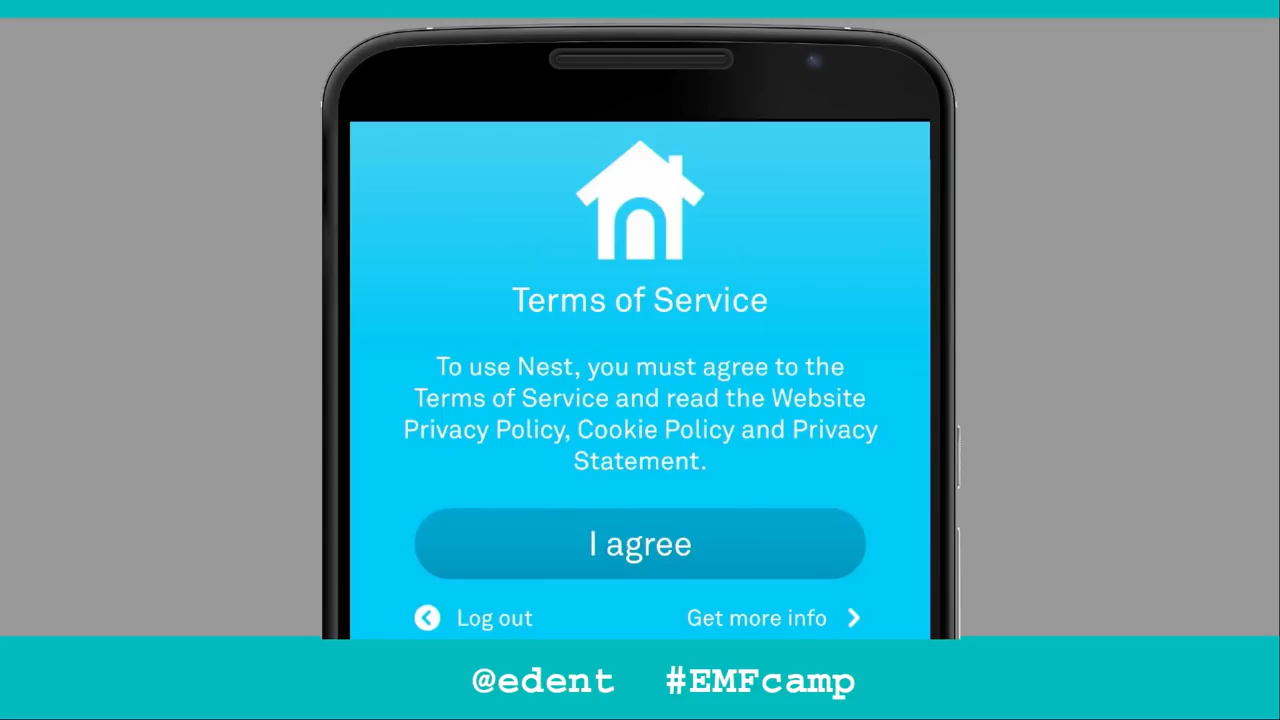 Terms of Service
To use Nest, you must agree to the
Terms of Service and read the Website
Privacy Policy, Cookie Policy and Privacy
Statement.
I agree
Log out Get more info
@edent #EMFcamp